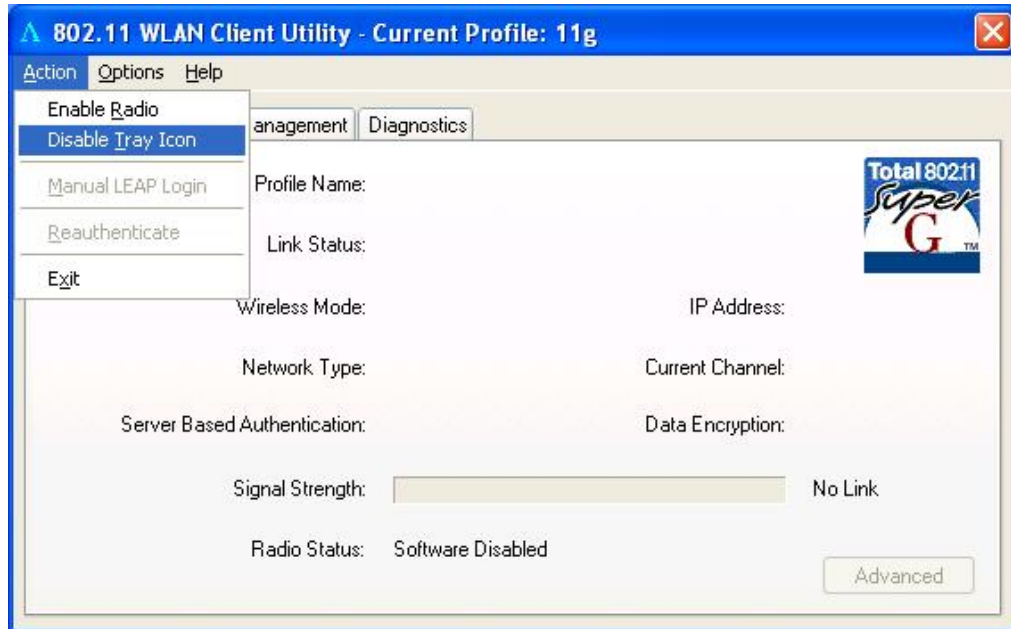 802.11 WLAN Client Utility - Current Profile: 11g
Action Options Help
Enable Radio
Disable Tray Icon
Manual LEAP Login
Reauthenticate
Exit
anagement Diagnostics
Profile Name:
Link Status:
Wireless Mode: IP Address:
Network Type: Current Channel:
Server Based Authentication: Data Encryption:
Signal Strength: No Link
Radio Status: Software Disabled
Advanced
Total 802.11
Super
G TM